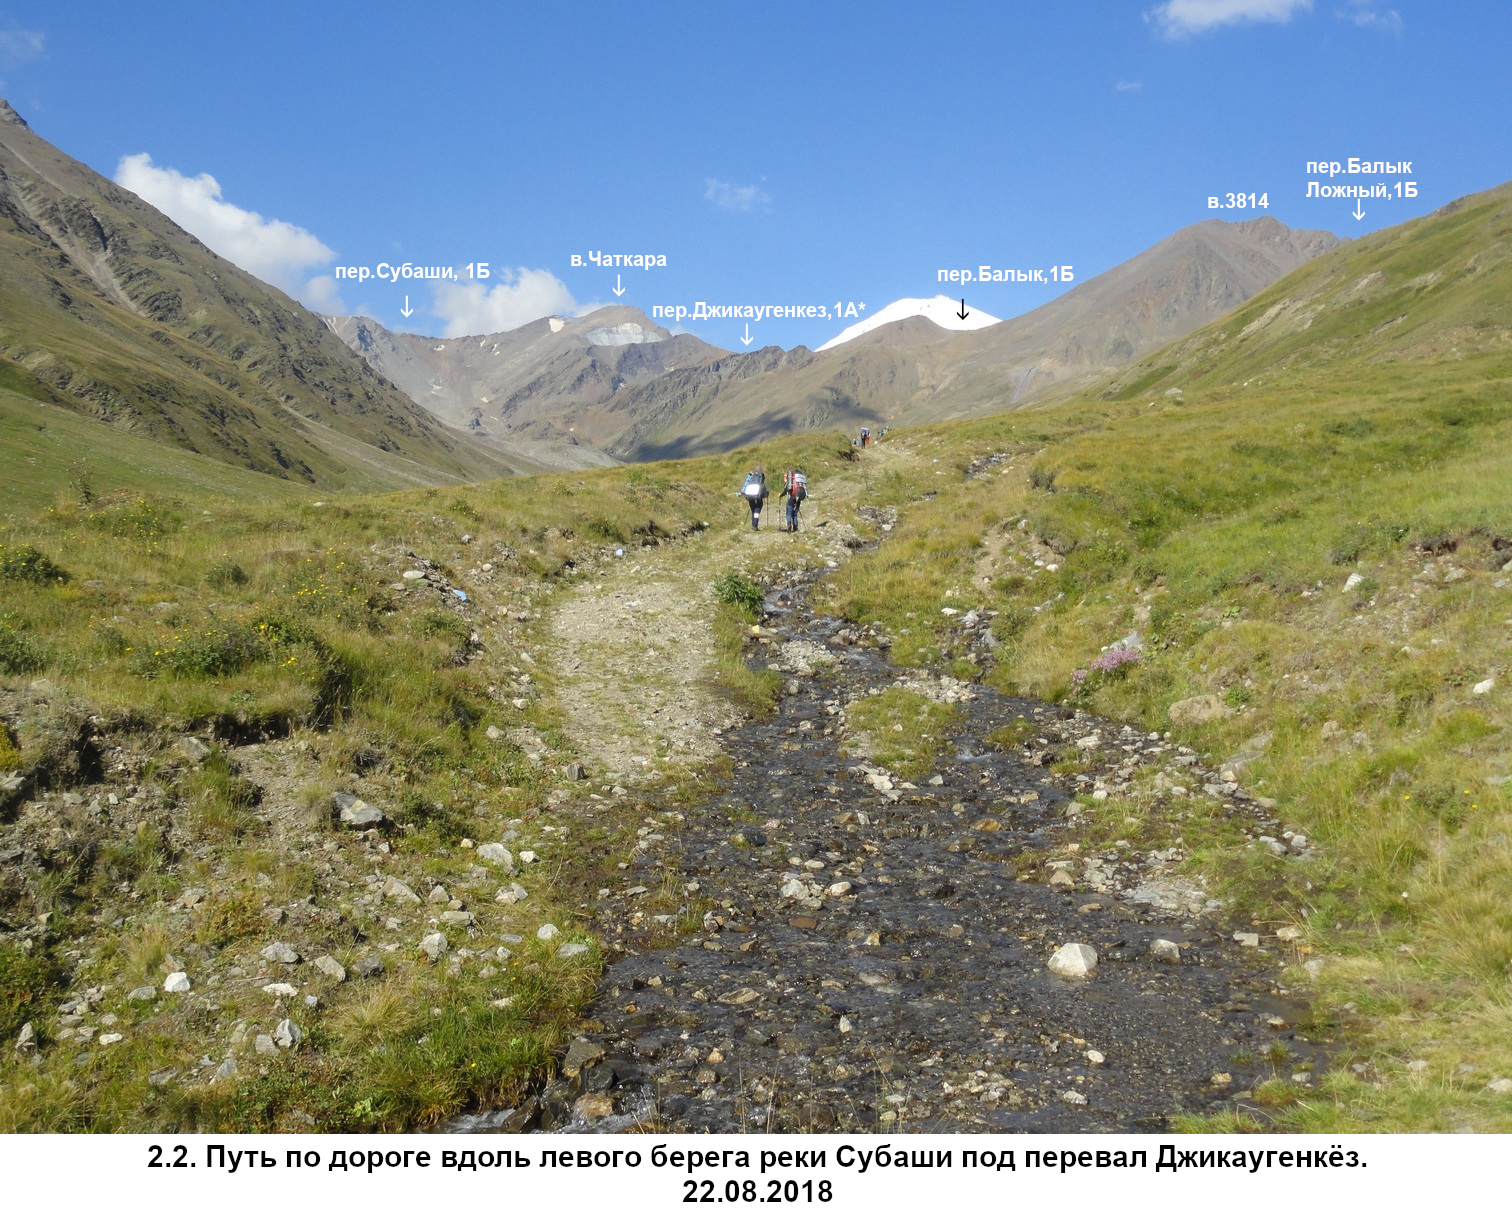 пер.Балык
Ложный,1Б
в.3814
в.Чаткара
пер.Субаши, 1Б
пер.Балык,1Б
пер.Джикаугенкез,1А*
2.2. Путь по дороге вдоль левого берега реки Субаши под перевал Джикаугенкёз.
22.08.2018